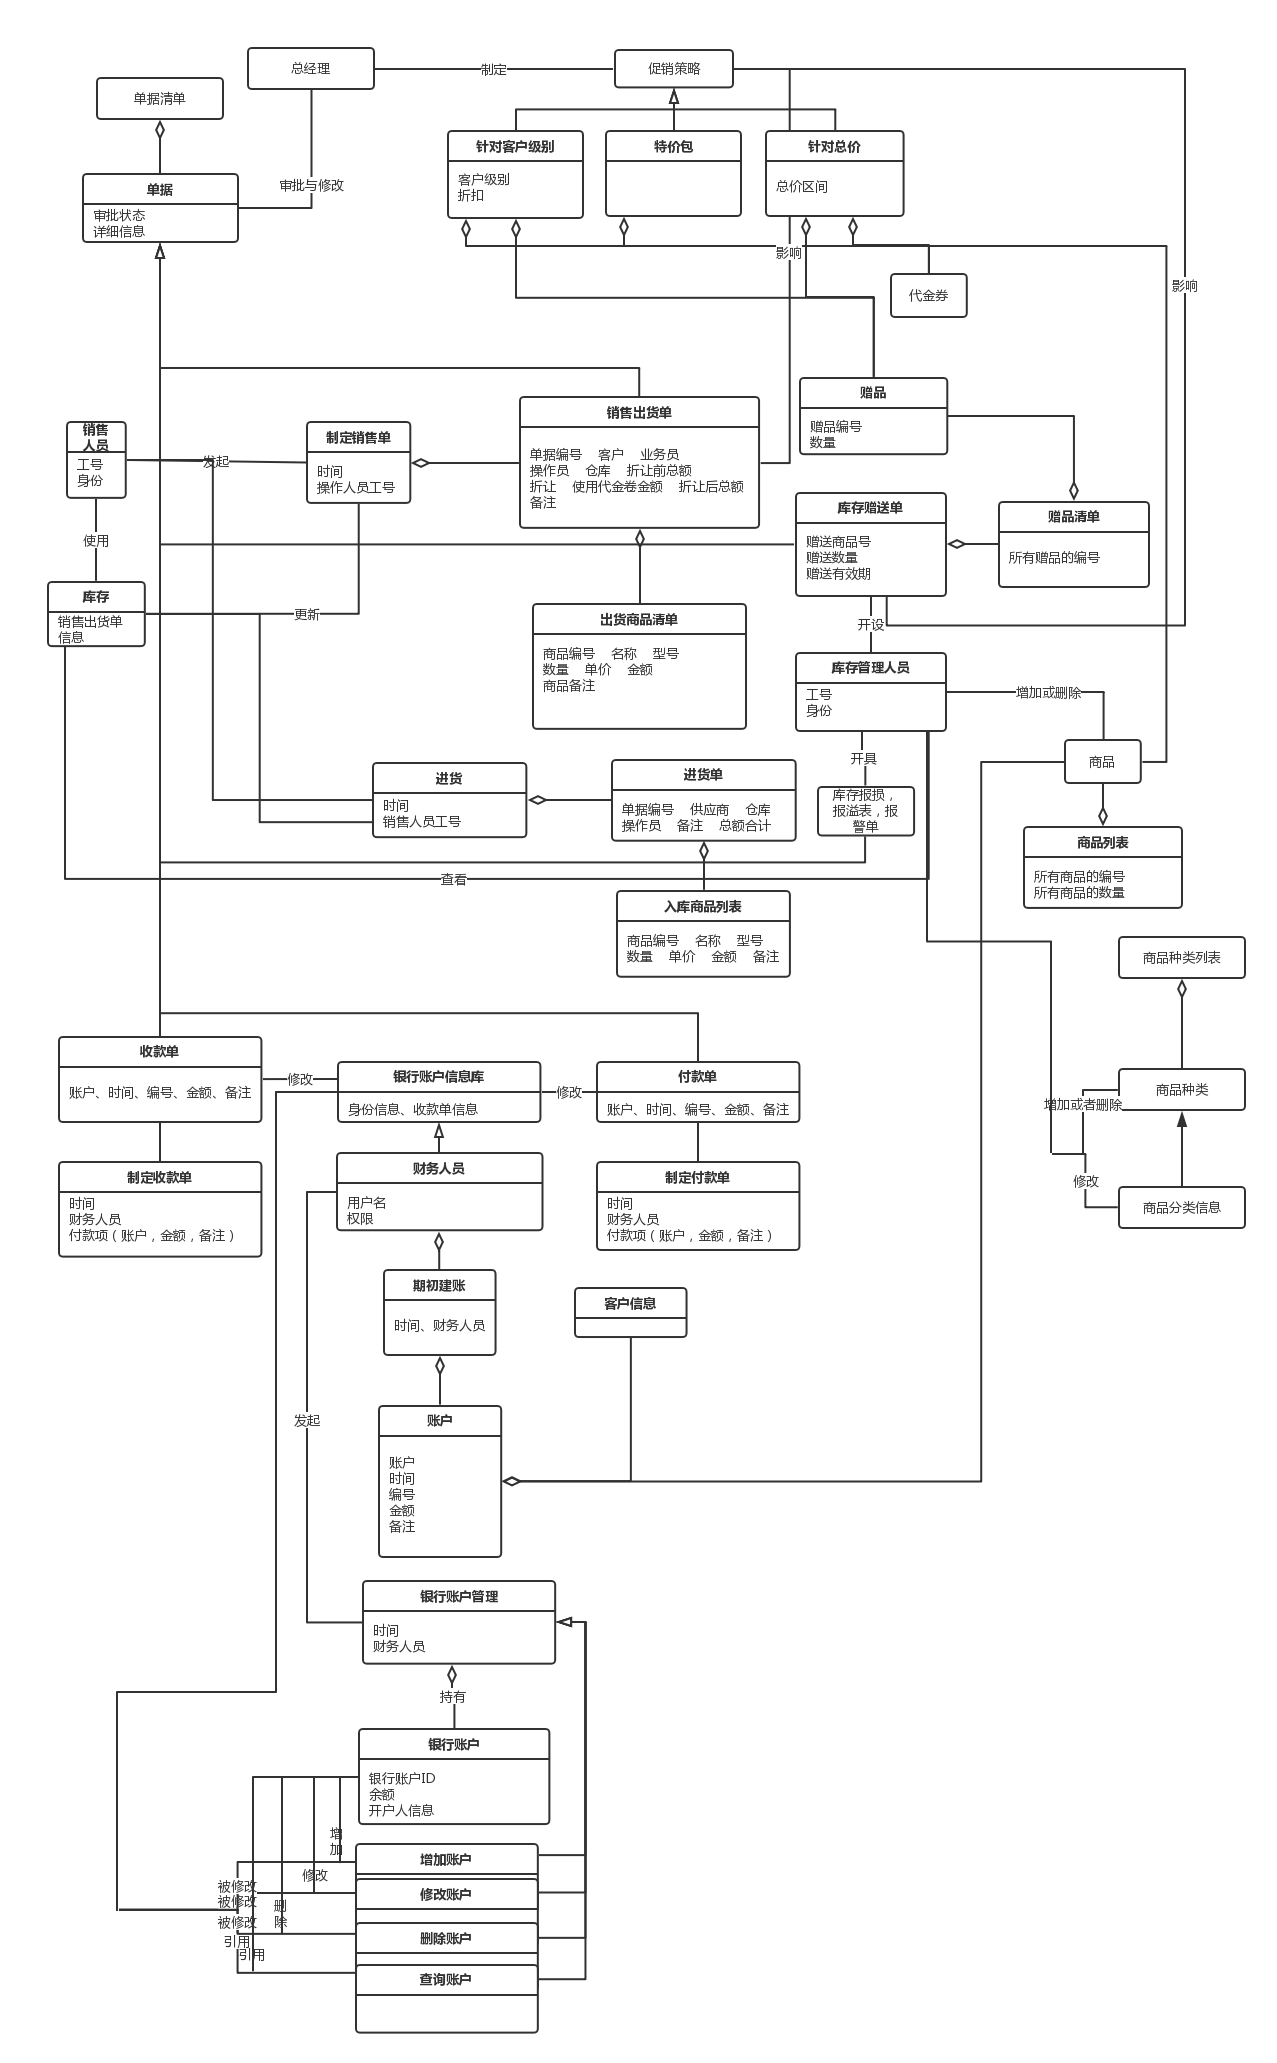 总经理
制定
促销策略
单据清单
针对客户级别
客户级别
折扣
特价包
针对总价
总价区间
单据
审批状态
详细信息
审批与修改
影响
影响
代金券
赠品
赠品编号
数量
销售
人员
工号
身份
发起
制定销售单
时间
操作人员工号
销售出货单
单据编号 客户 业务员
操作员 仓库 折让前总额
折让 使用代金卷金额 折让后总额
备注
库存赠送单
赠送商品号
赠送数量
赠送有效期
赠品清单
所有赠品的编号
使用
库存
销售出货单
信息
更新
出货商品清单
商品编号 名称 型号
数量 单价 金额
商品备注
开设
库存管理人员
工号
身份
增加或删除
商品
开具
库存报损，
报溢表，报
警单
进货
时间
销售人员工号
进货单
单据编号 供应商 仓库
操作员 备注 总额合计
商品列表
所有商品的编号
所有商品的数量
查看
入库商品列表
商品编号 名称 型号
数量 单价 金额 备注
商品种类列表
收款单
账户、时间、编号、金额、备注
修改
银行账户信息库
身份信息、收款单信息
修改
付款单
账户、时间、编号、金额、备注
商品种类
增加或者删除
修改
商品分类信息
制定收款单
时间
财务人员
付款项（账户，金额，备注）
财务人员
用户名
权限
制定付款单
时间
财务人员
付款项（账户，金额，备注）
期初建账
时间、财务人员
客户信息
发起
账户
账户
时间
编号
金额
备注
银行账户管理
时间
财务人员
持有
银行账户
银行账户ID
余额
开户人信息
增
加
增加账户
修改
被修改
被修改
修改账户
删
除
被修改
删除账户
引用
引用
查询账户